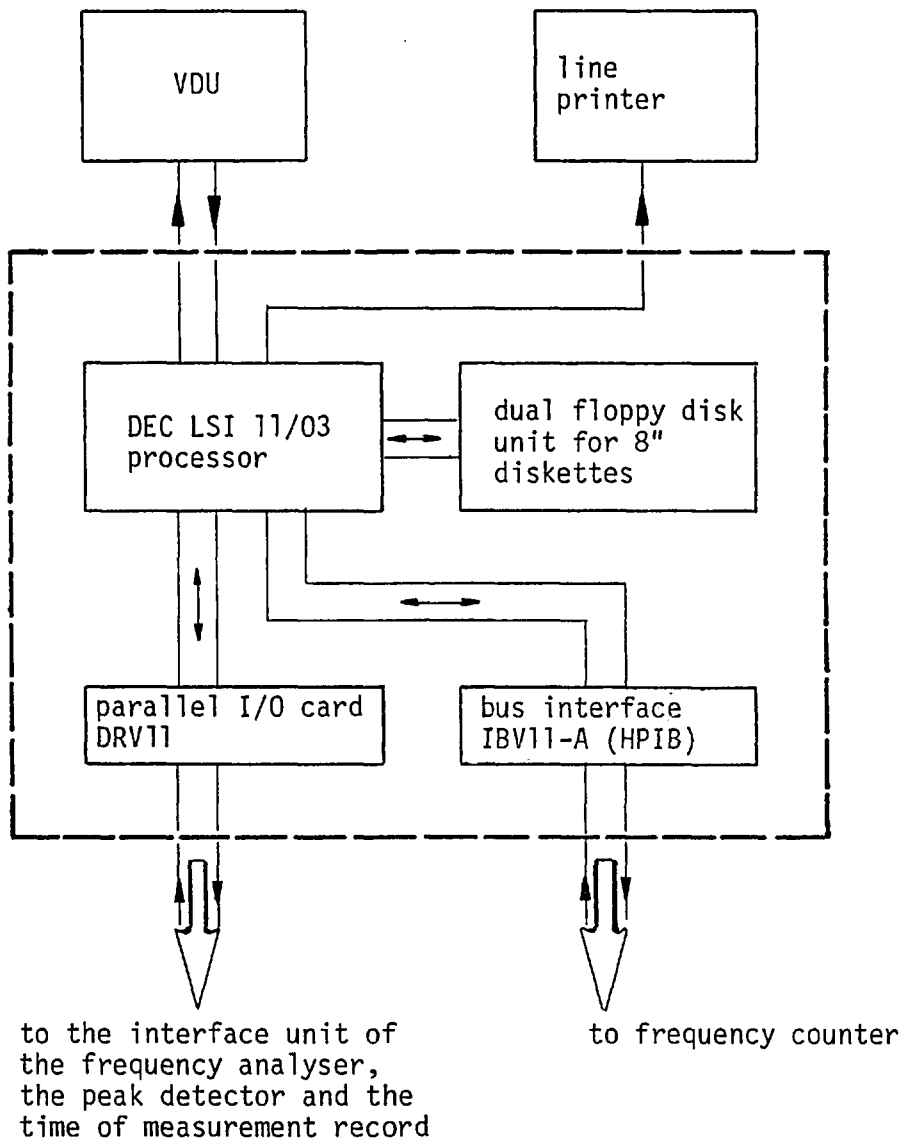 VDU
line
printer
DEC LSI 11/03
processor
dual floppy disk
unit for 8"
diskettes
parallel I/O card
DRV11
bus interface
IBV11-A (HPIB)
to the interface unit of
the frequency analyser,
the peak detector and the
time of measurement record
to frequency counter